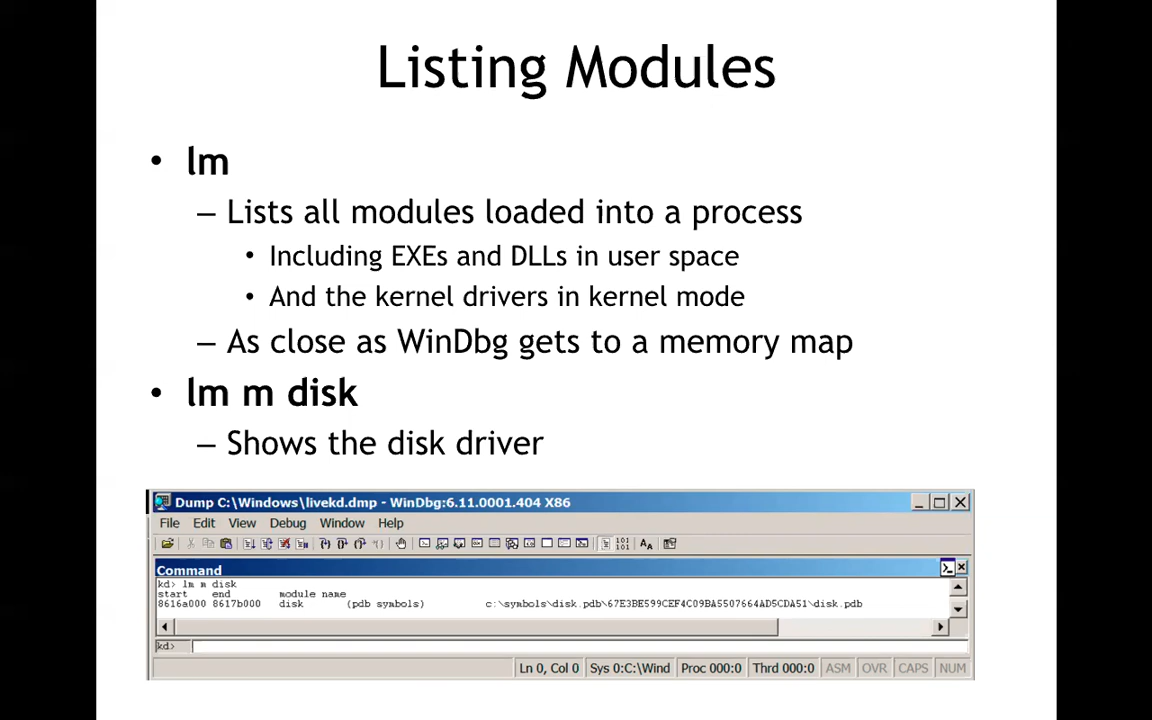 Listing Modules
• lm
– Lists all modules loaded into a process
• Including EXEs and DLLs in user space
• And the kernel drivers in kernel mode
– As close as WinDbg gets to a memory map
• lm m disk
– Shows the disk driver
Dump C:\Windows\livekd.dmp - WinDbg:6.11.0001.404 X86
File Edit View Debug Window Help
Command
kd> lm m disk
start end module name
8616a000 8617b000 disk (pdb symbols) c:\symbols\disk.pdb\67E3BE599CEF4C09BA5507664AD5CDA51\disk.pdb
kd>
Ln 0, Col 0 Sys 0:C:\Wind Proc 000:0 Thrd 000:0 ASM OVR CAPS NUM